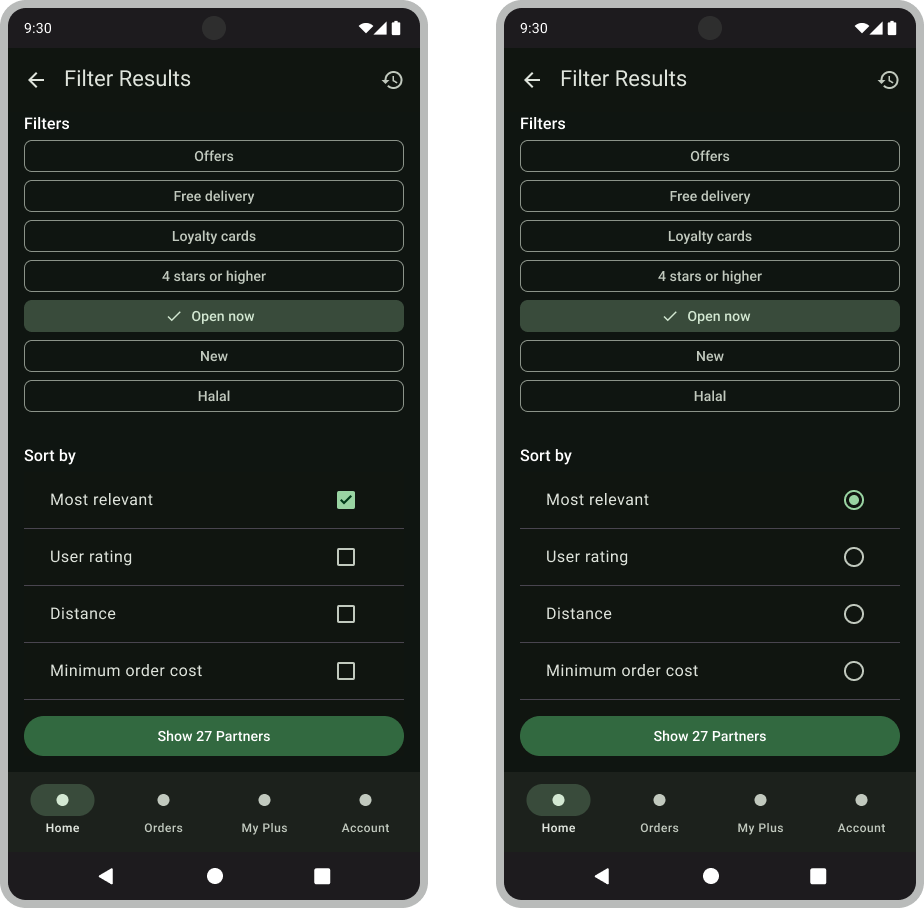 9:30
Filter Results
Filters
Offers
Free delivery
Loyalty cards
4 stars or higher
Open now
New
Halal
Sort by
Most relevant
User rating
Distance
Minimum order cost
Show 27 Partners
Home Orders My Plus Account
9:30
Filter Results
Filters
Offers
Free delivery
Loyalty cards
4 stars or higher
Open now
New
Halal
Sort by
Most relevant
User rating
Distance
Minimum order cost
Show 27 Partners
Home Orders My Plus Account